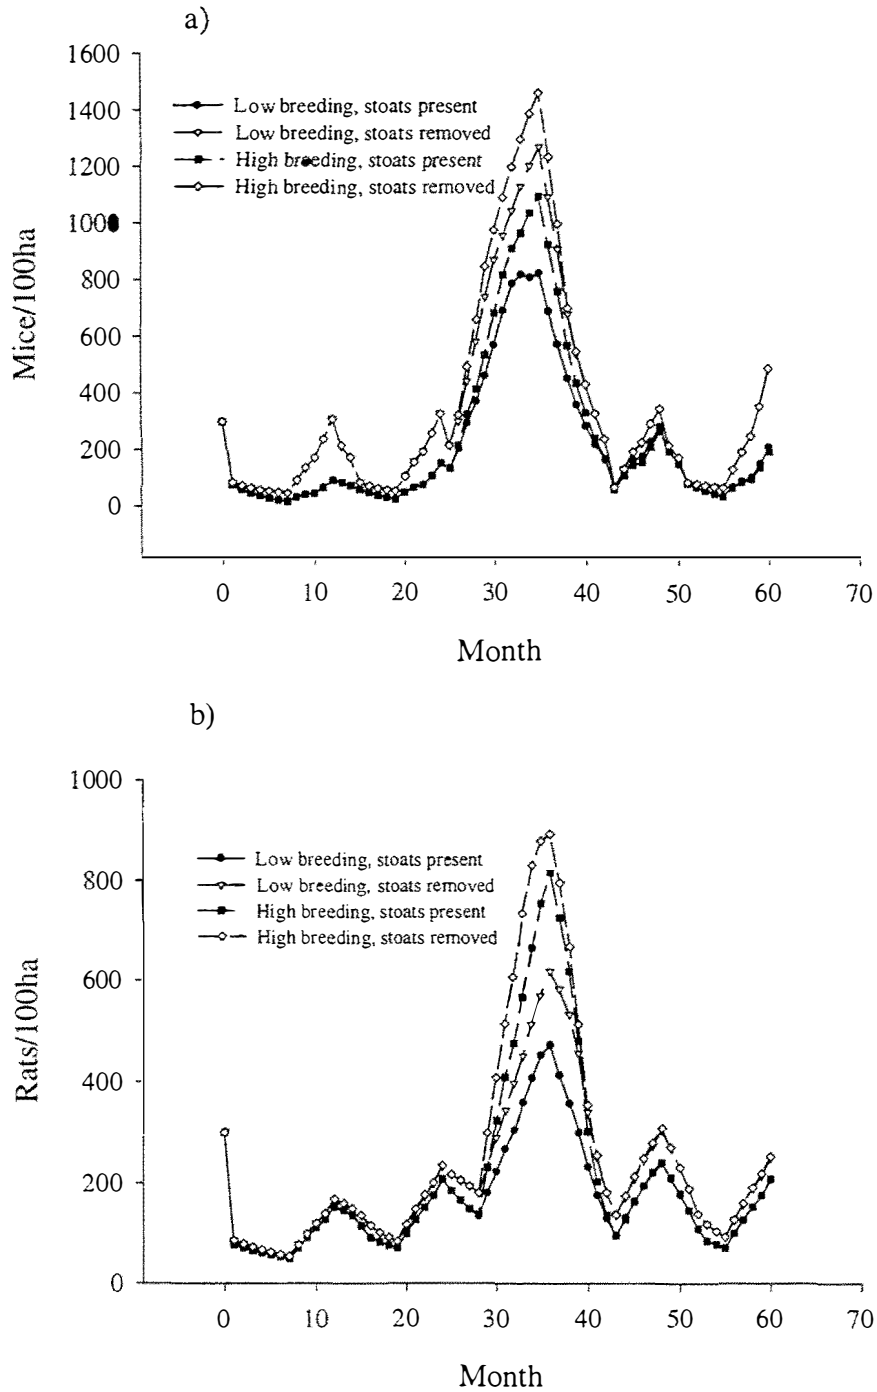 a)
1600
1400
1200
1000
800
600
400
200
0
Mice/100ha
Low breeding, stoats present
Low breeding, stoats removed
High breeding, stoats present
High breeding, stoats removed
0 10 20 30 40 50 60 70
Month
b)
1000
800
600
400
200
0
Rats/100ha
Low breeding, stoats present
Low breeding, stoats removed
High breeding, stoats present
High breeding, stoats removed
0 10 20 30 40 50 60 70
Month